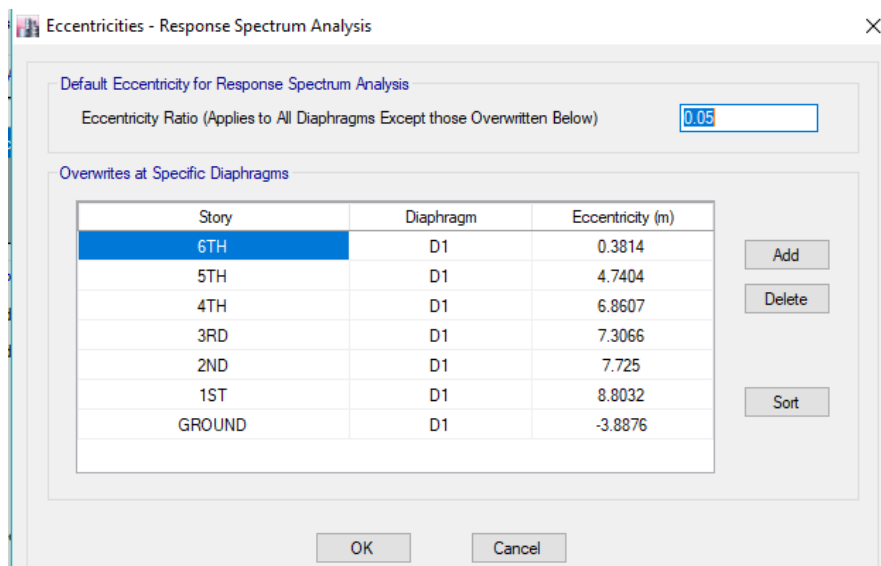 Eccentricities - Response Spectrum Analysis
Default Eccentricity for Response Spectrum Analysis
Eccentricity Ratio (Applies to All Diaphragms Except those Overwritten Below) 0.05
Overwrites at Specific Diaphragms
Story Diaphragm Eccentricity (m)
6TH D1 0.3814
5TH D1 4.7404
4TH D1 6.8607
3RD D1 7.3066
2ND D1 7.725
1ST D1 8.8032
GROUND D1 -3.8876
Add
Delete
Sort
OK Cancel